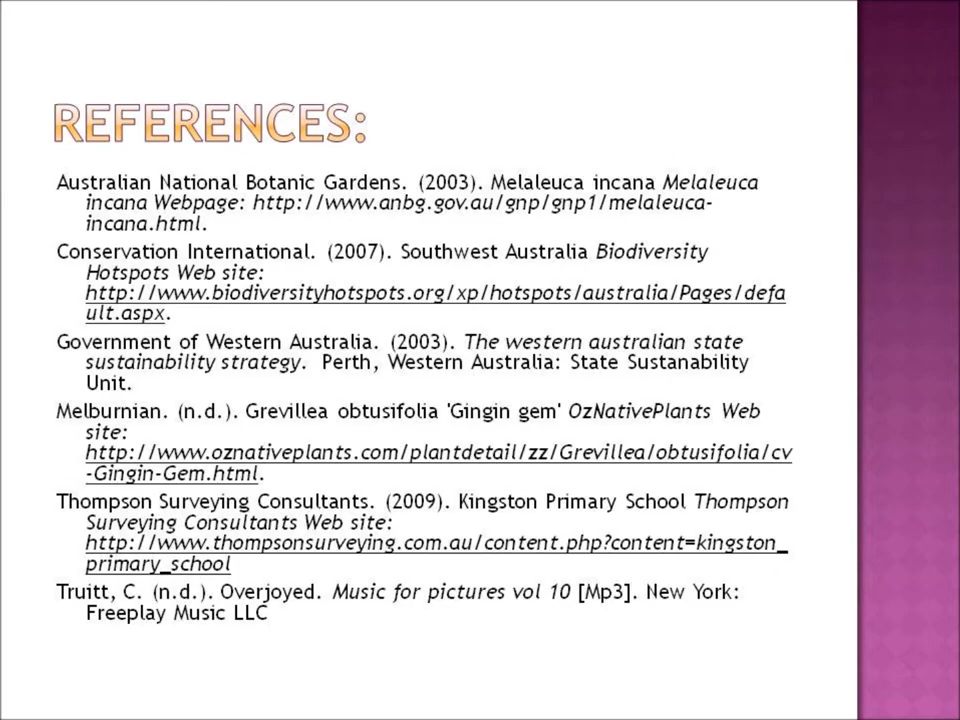 REFERENCES:
Australian National Botanic Gardens. (2003). Melaleuca incana Melaleuca
incana Webpage: http://www.anbg.gov.au/gnp/gnp1/melaleuca-
incana.html.
Conservation International. (2007). Southwest Australia Biodiversity
Hotspots Web site:
http://www.biodiversityhotspots.org/xp/hotspots/australia/Pages/defa
ult.aspx.
Government of Western Australia. (2003). The western australian state
sustainability strategy. Perth, Western Australia: State Sustanability
Unit.
Melburnian. (n.d.). Grevillea obtusifolia 'Gingin gem' OzNativePlants Web
site:
http://www.oznativeplants.com/plantdetail/zz/Grevillea/obtusifolia/cv
-Gingin-Gem.html.
Thompson Surveying Consultants. (2009). Kingston Primary School Thompson
Surveying Consultants Web site:
http://www.thompsonsurveying.com.au/content.php?content=kingston_
primary_school
Truitt, C. (n.d.). Overjoyed. Music for pictures vol 10 [Mp3]. New York:
Freeplay Music LLC